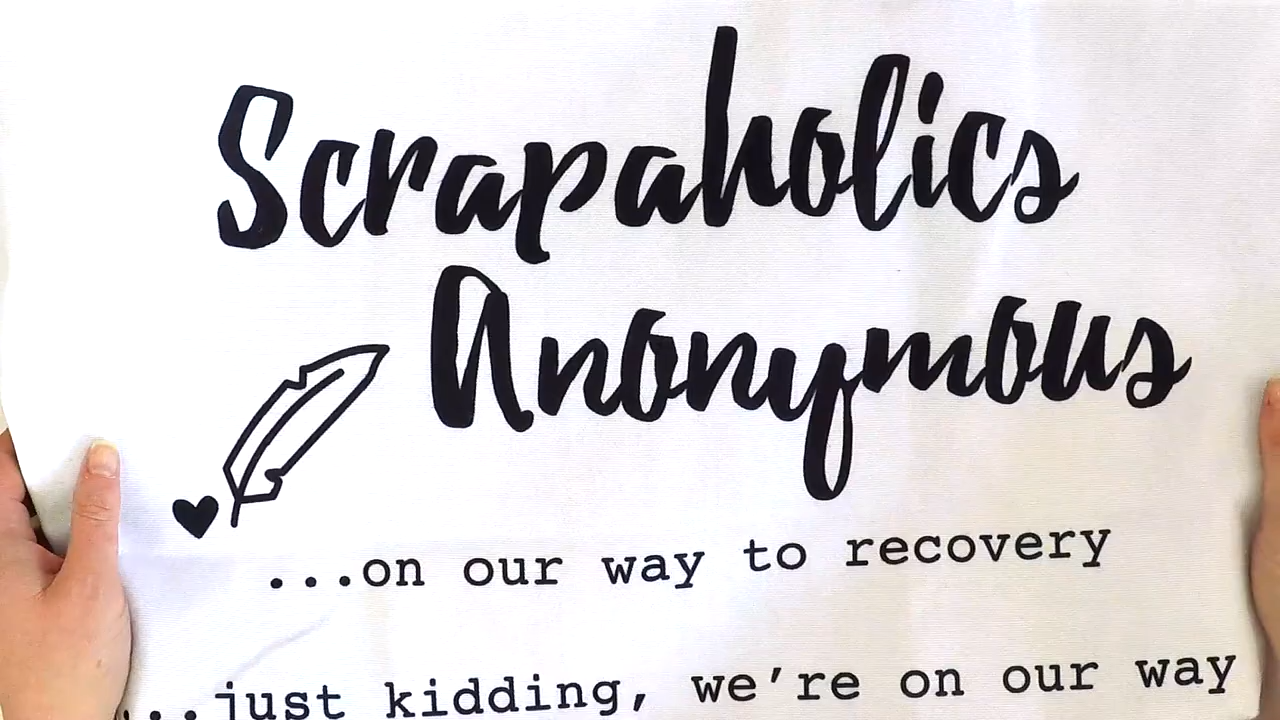 Scrapaholics
Anonymous
...on our way to recovery
...just kidding, we're on our way